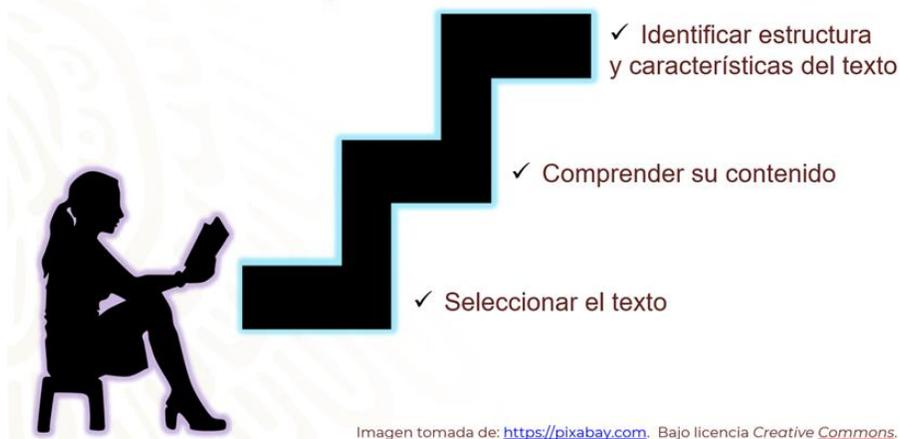 ✓ Identificar estructura
y características del texto
✓ Comprender su contenido
✓ Seleccionar el texto
Imagen tomada de: https://pixabay.com. Bajo licencia Creative Commons.